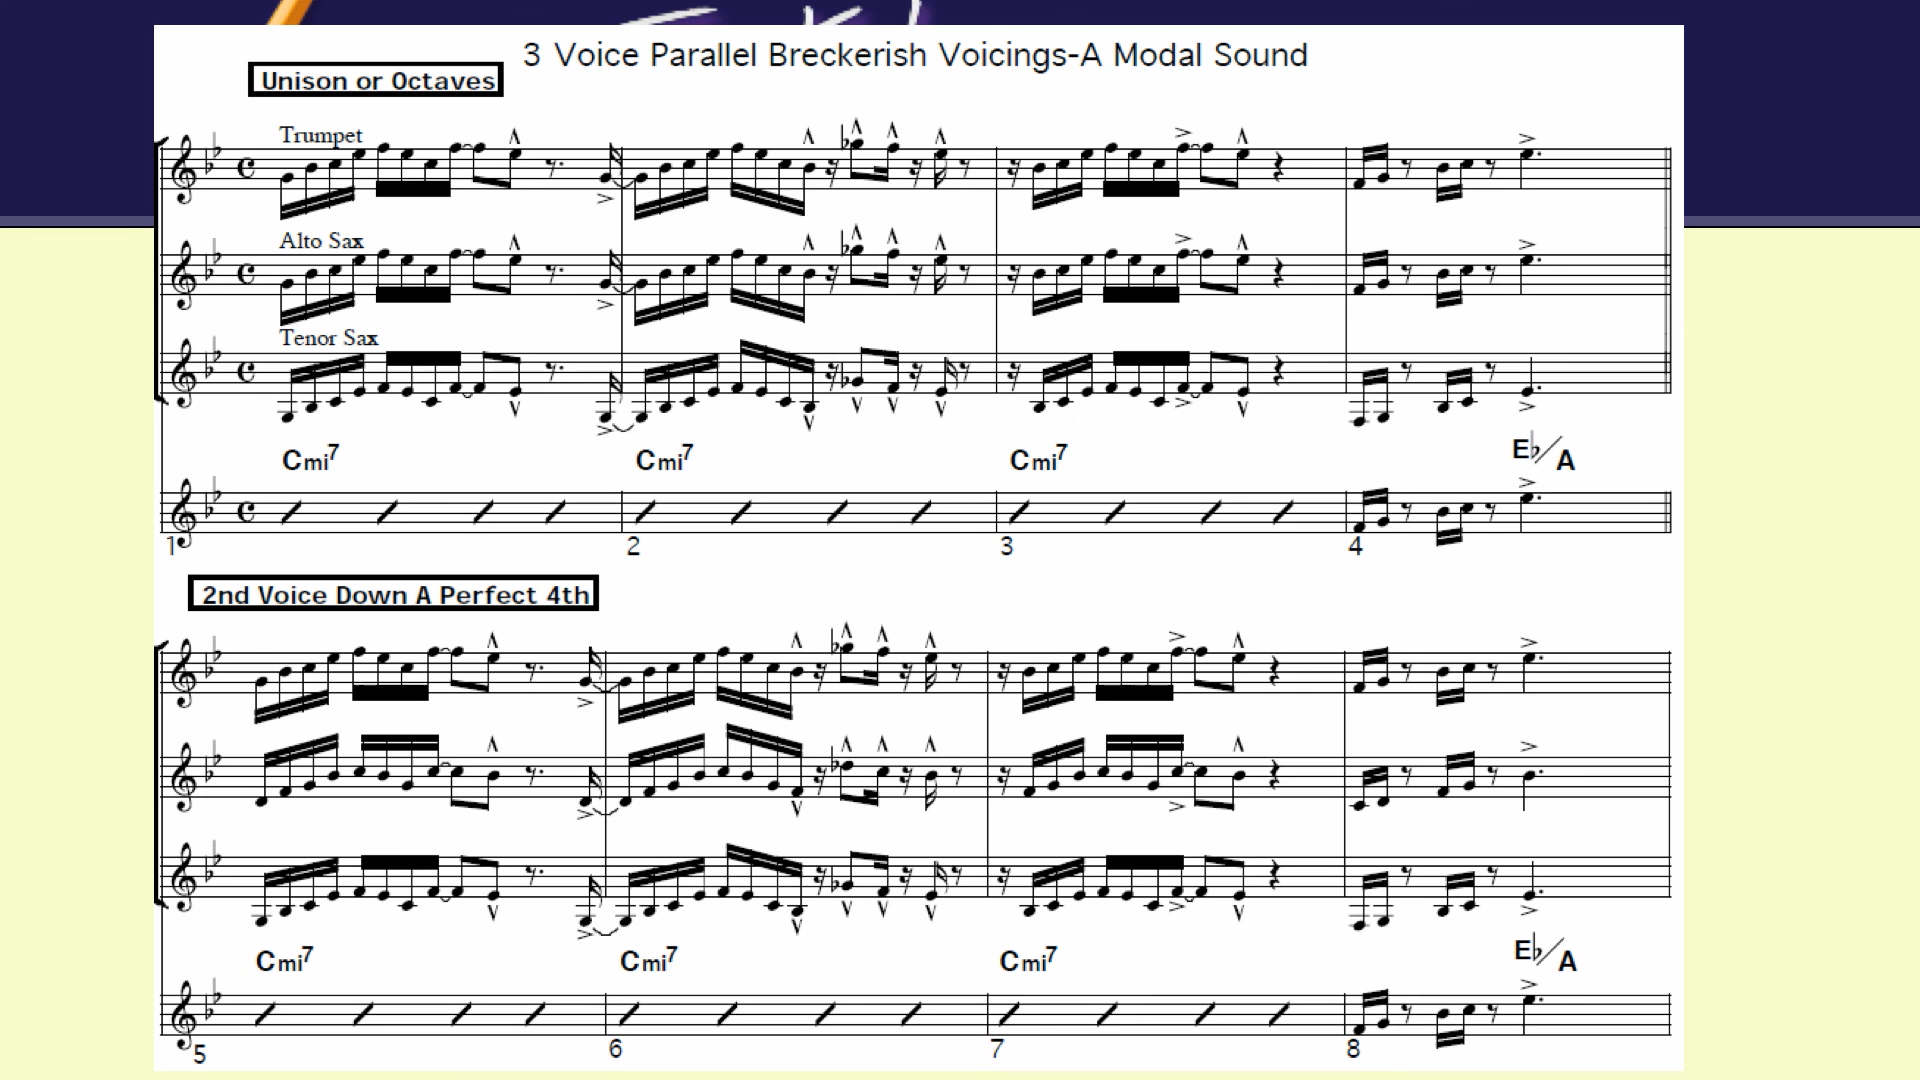 3 Voice Parallel Breckerish Voicings-A Modal Sound
Unison or Octaves
Trumpet
Alto Sax
Tenor Sax
Cmi7 Cmi7 Cmi7 E♭/A
1 2 3 4
2nd Voice Down A Perfect 4th
Cmi7 Cmi7 Cmi7 E♭/A
5 6 7 8